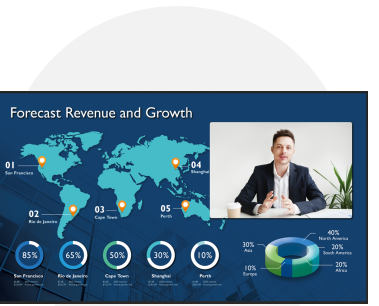 Forecast Revenue and Growth
01
San Francisco
02
Rio de Janeiro
03
Cape Town
04
Shanghai
05
Perth
85%
65%
50%
30%
10%
San Francisco
Rio de Janeiro
Cape Town
Shanghai
Perth
40%
North America
20%
South America
20%
Africa
30%
Asia
10%
Europe